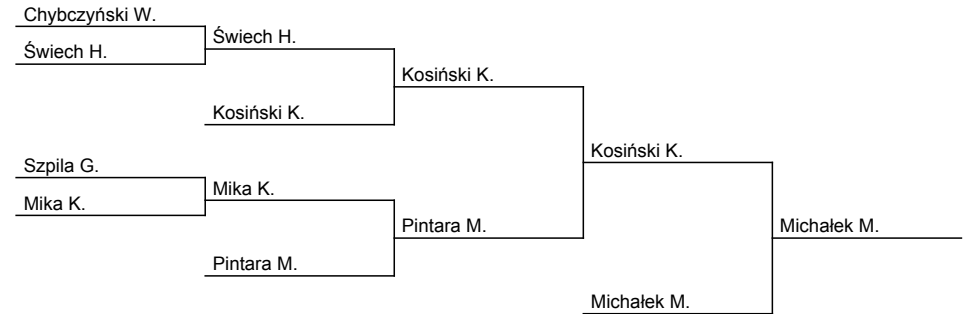 Chybczyński W.
Świech H.
Świech H.
Kosiński K.
Kosiński K.
Kosiński K.
Szpila G.
Mika K.
Mika K.
Pintara M.
Michałek M.
Pintara M.
Michałek M.